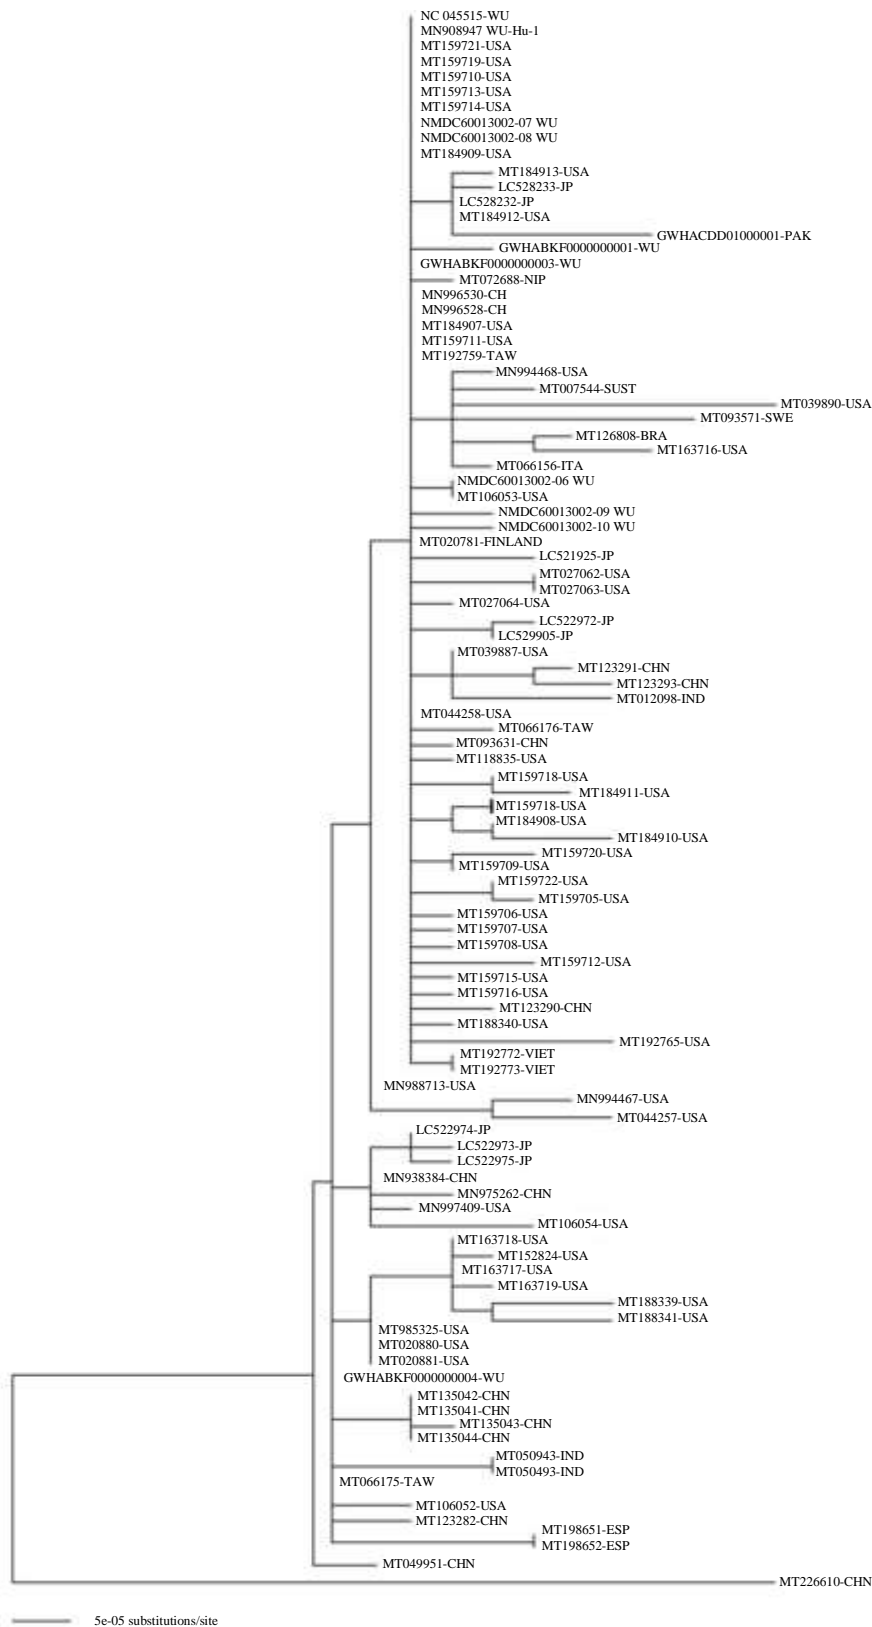 NC 045515-WU
MN908947 WU-Hu-1
MT159721-USA
MT159719-USA
MT159710-USA
MT159713-USA
MT159714-USA
NMDC60013002-07 WU
NMDC60013002-08 WU
MT184909-USA
MT184913-USA
LC528233-JP
LC528232-JP
MT184912-USA
GWHACDD01000001-PAK
GWHABKF0000000001-WU
GWHABKF0000000003-WU
MT072688-NIP
MN996530-CH
MN996528-CH
MT184907-USA
MT159711-USA
MT192759-TAW
MN994468-USA
MT007544-SUST
MT039890-USA
MT093571-SWE
MT126808-BRA
MT163716-USA
MT066156-ITA
NMDC60013002-06 WU
MT106053-USA
NMDC60013002-09 WU
NMDC60013002-10 WU
MT020781-FINLAND
LC521925-JP
MT027062-USA
MT027063-USA
MT027064-USA
LC522972-JP
LC529905-JP
MT039887-USA
MT123291-CHN
MT123293-CHN
MT012098-IND
MT044258-USA
MT066176-TAW
MT093631-CHN
MT118835-USA
MT159718-USA
MT184911-USA
MT159718-USA
MT184908-USA
MT184910-USA
MT159720-USA
MT159709-USA
MT159722-USA
MT159705-USA
MT159706-USA
MT159707-USA
MT159708-USA
MT159712-USA
MT159715-USA
MT159716-USA
MT123290-CHN
MT188340-USA
MT192765-USA
MT192772-VIET
MT192773-VIET
MN988713-USA
MN994467-USA
MT044257-USA
LC522974-JP
LC522973-JP
LC522975-JP
MN938384-CHN
MN975262-CHN
MN997409-USA
MT106054-USA
MT163718-USA
MT152824-USA
MT163717-USA
MT163719-USA
MT188339-USA
MT188341-USA
MT985325-USA
MT020880-USA
MT020881-USA
GWHABKF0000000004-WU
MT135042-CHN
MT135041-CHN
MT135043-CHN
MT135044-CHN
MT050943-IND
MT050493-IND
MT066175-TAW
MT106052-USA
MT123282-CHN
MT198651-ESP
MT198652-ESP
MT049951-CHN
MT226610-CHN
5e-05 substitutions/site